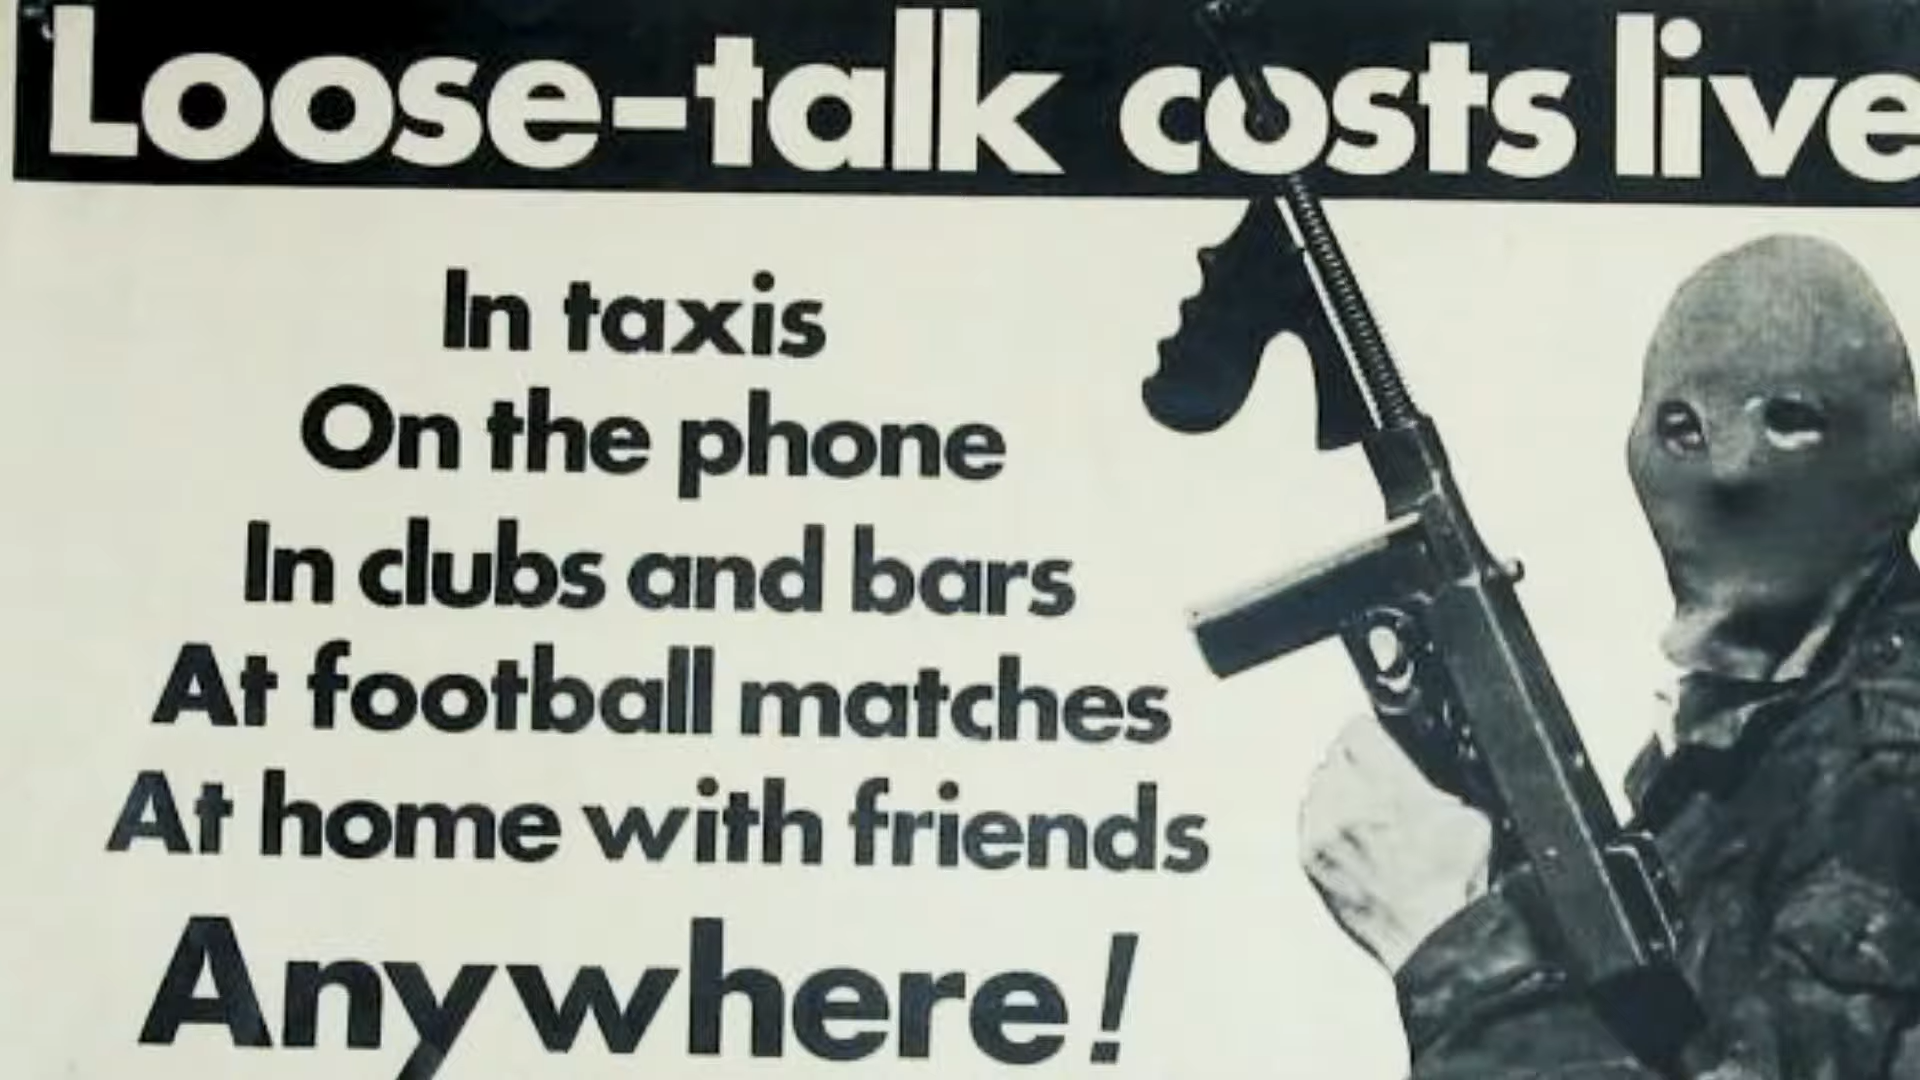 Loose-talk costs live
In taxis
On the phone
In clubs and bars
At football matches
At home with friends
Anywhere!